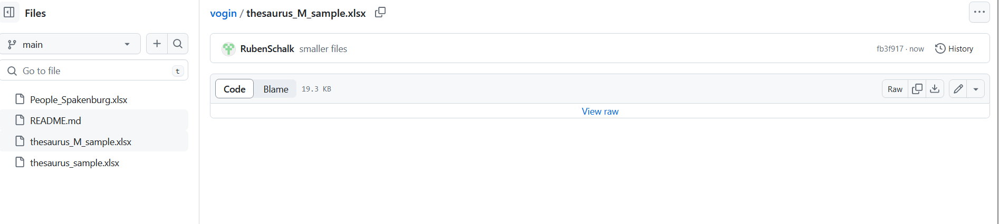 Files
main
Go to file
t
People_Spakenburg.xlsx
README.md
thesaurus_M_sample.xlsx
thesaurus_sample.xlsx
vogin / thesaurus_M_sample.xlsx
RubenSchalk smaller files
fb3f917 · now
History
Code
Blame
19.3 KB
Raw
View raw